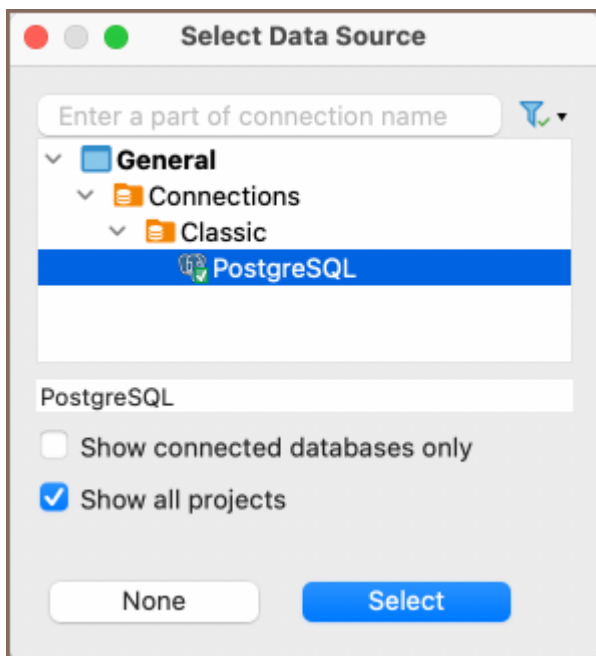 Select Data Source
Enter a part of connection name
General
Connections
Classic
PostgreSQL
PostgreSQL
Show connected databases only
Show all projects
None Select